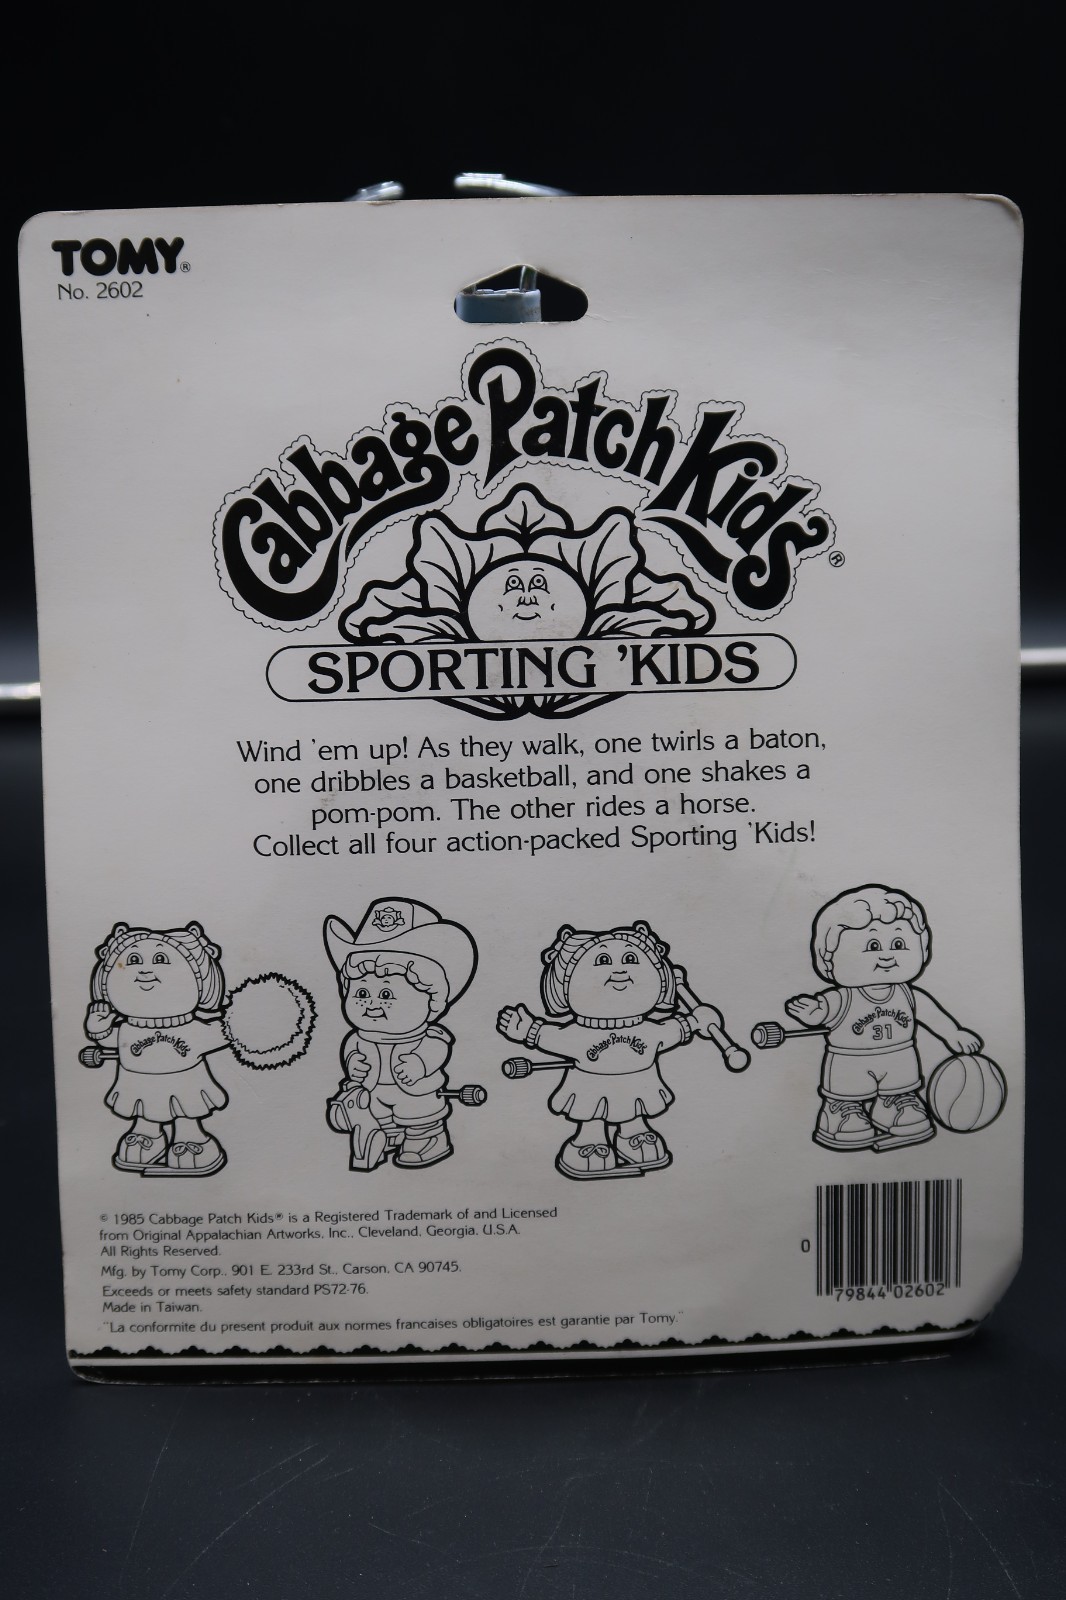 TOMY®
No. 2602
Cabbage Patch Kids®
SPORTING 'KIDS
Wind 'em up! As they walk, one twirls a baton,
one dribbles a basketball, and one shakes a
pom-pom. The other rides a horse.
Collect all four action-packed Sporting 'Kids!
Cabbage Patch Kids
Cabbage Patch Kids
Cabbage Patch Kids
31
© 1985 Cabbage Patch Kids® is a Registered Trademark of and Licensed
from Original Appalachian Artworks, Inc., Cleveland, Georgia, U.S.A.
All Rights Reserved.
Mfg. by Tomy Corp., 901 E. 233rd St., Carson, CA 90745.
Exceeds or meets safety standard PS72-76.
Made in Taiwan.
"La conformite du present produit aux normes francaises obligatoires est garantie par Tomy."
0 79844 02602